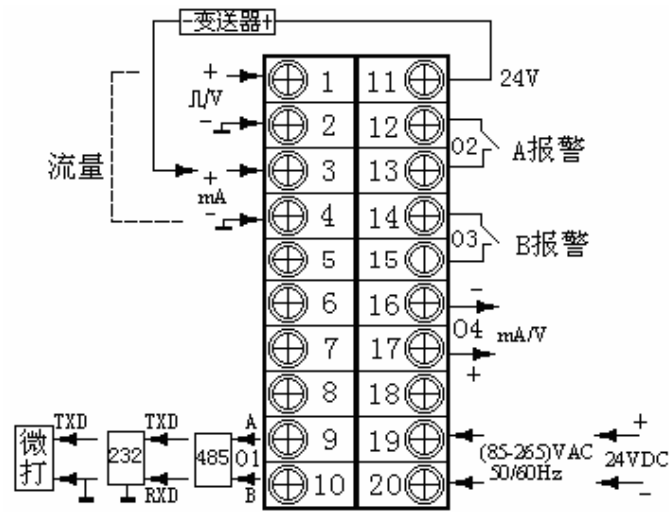 -变送器+
+ 1 11 24V
⎍/V
- 2 12
O2 A报警
流量 + 3 13
mA
- 4 14
O3 B报警
5 15
6 16 -
O4 mA/V
7 17
+
8 18
TXD TXD A 9 19 +
微打 232 485 O1 (85-265)VAC 24VDC
50/60Hz
RXD B 10 20 -